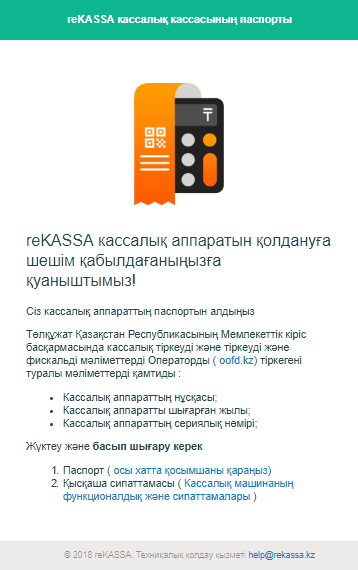 reKASSA кассалық кассасының паспорты
₸
reKASSA кассалық аппаратын қолдануға
шешім қабылдағаныңызға
қуаныштымыз!
Сіз кассалық аппараттың паспортын алдыңыз
Төлқұжат Қазақстан Республикасының Мемлекеттік кіріс
басқармасында кассалық тіркеуді және тіркеуді және
фискальді мәліметтерді Операторды ( oofd.kz) тіркегені
туралы мәліметтерді қамтиды :
• Кассалық аппараттың нұсқасы;
• Кассалық аппаратты шығарған жылы;
• Кассалық аппараттың сериялық нөмірі;
Жүктеу және басып шығару керек
1. Паспорт ( осы хатта қосымшаны қараңыз)
2. Қысқаша сипаттамасы ( Кассалық машинаның
функционалдық және сипаттамалары )
© 2018 reKASSA. Техникалық қолдау қызметі help@rekassa.kz